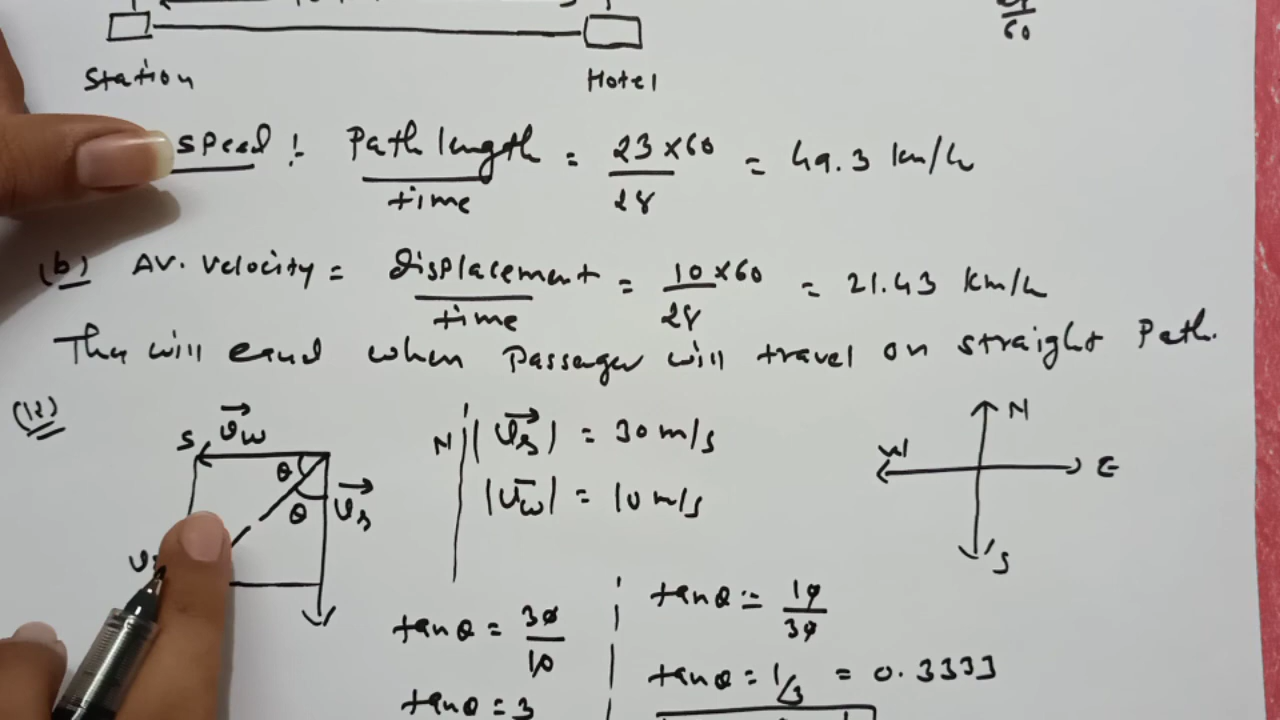 60
Station Hotel
speed : Path length / time = 23×60 / 28 = 49.3 km/h
(b) AV. Velocity = displacement / time = 10×60 / 28 = 21.43 km/h
They will equal when Passenger will travel on straight Path.
(12)
S Vw N |Vs| = 30 m/s N
θ W E
θ Vs |Vw| = 10 m/s
S
tanθ = 30/10 tanθ = 10/30
tanθ = 3 tanθ = 1/3 = 0.3333